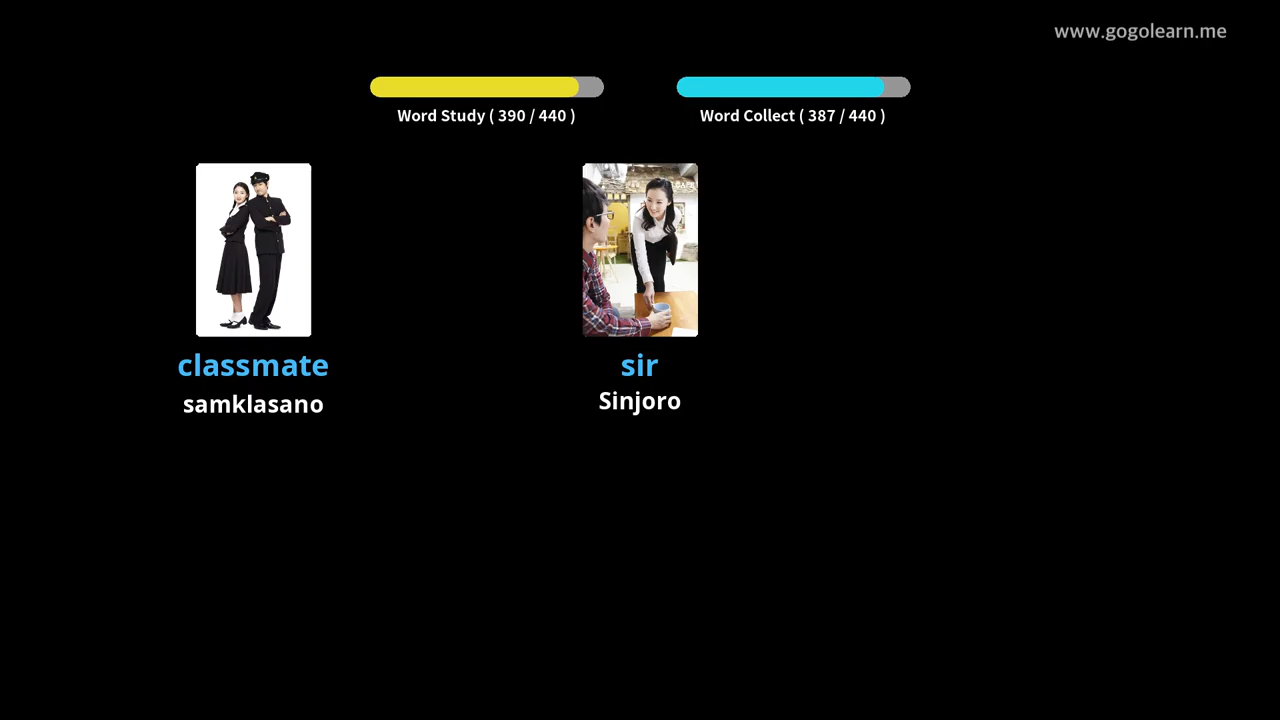 www.gogolearn.me
Word Study ( 390 / 440 )
Word Collect ( 387 / 440 )
classmate
samklasano
sir
Sinjoro